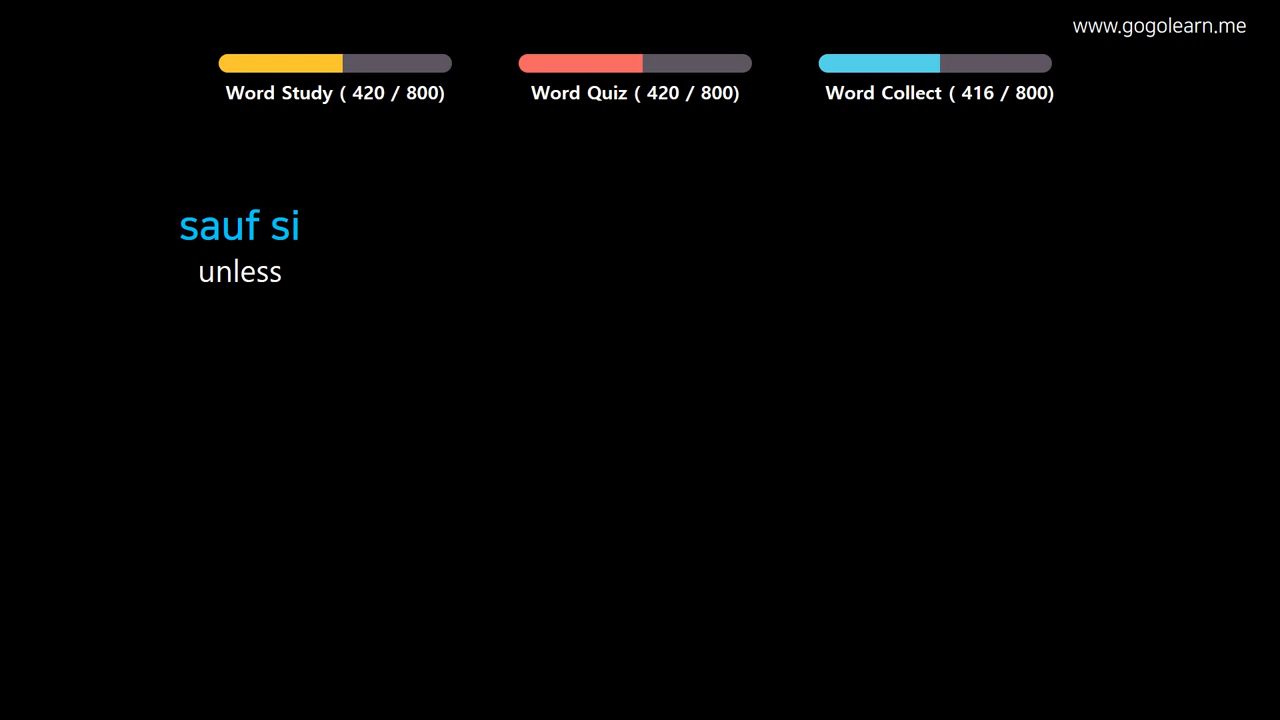 www.gogolearn.me
Word Study ( 420 / 800)
Word Quiz ( 420 / 800)
Word Collect ( 416 / 800)
sauf si
unless